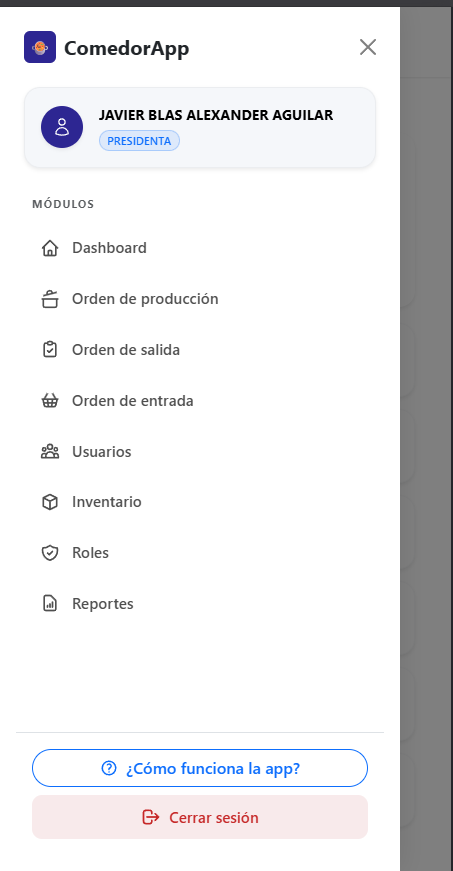 ComedorApp
JAVIER BLAS ALEXANDER AGUILAR
PRESIDENTA
MÓDULOS
Dashboard
Orden de producción
Orden de salida
Orden de entrada
Usuarios
Inventario
Roles
Reportes
¿Cómo funciona la app?
Cerrar sesión